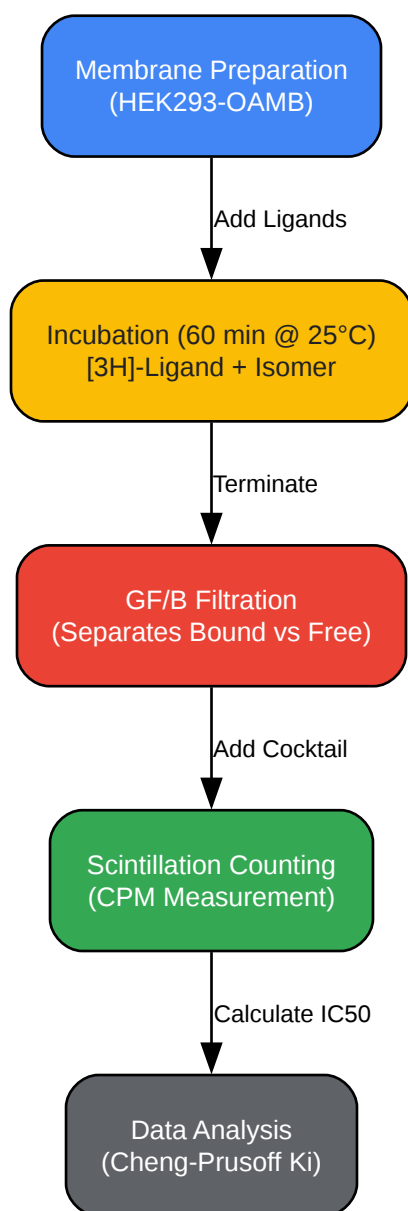 Membrane Preparation
(HEK293-OAMB)
Add Ligands
Incubation (60 min @ 25°C)
[3H]-Ligand + Isomer
Terminate
GF/B Filtration
(Separates Bound vs Free)
Add Cocktail
Scintillation Counting
(CPM Measurement)
Calculate IC50
Data Analysis
(Cheng-Prusoff Ki)